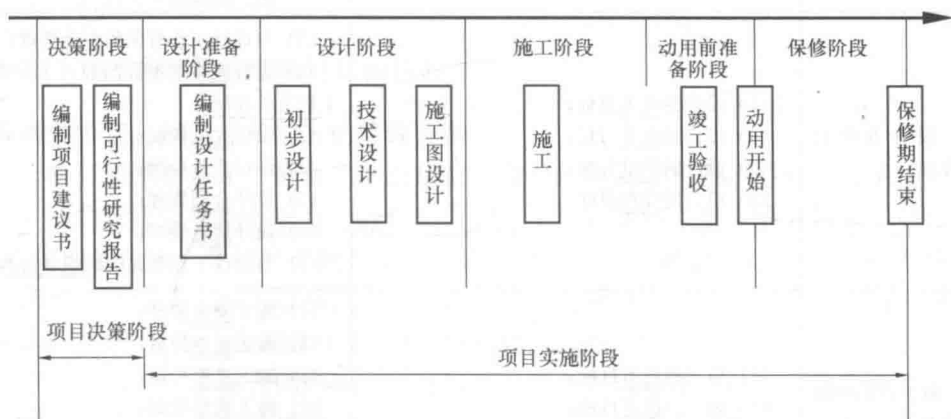 决策阶段
设计准备
阶段
设计阶段
施工阶段
动用前准
备阶段
保修阶段
编制项目建议书
编制可行性研究报告
编制设计任务书
初步设计
技术设计
施工图设计
施工
竣工验收
动用开始
保修期结束
项目决策阶段
项目实施阶段